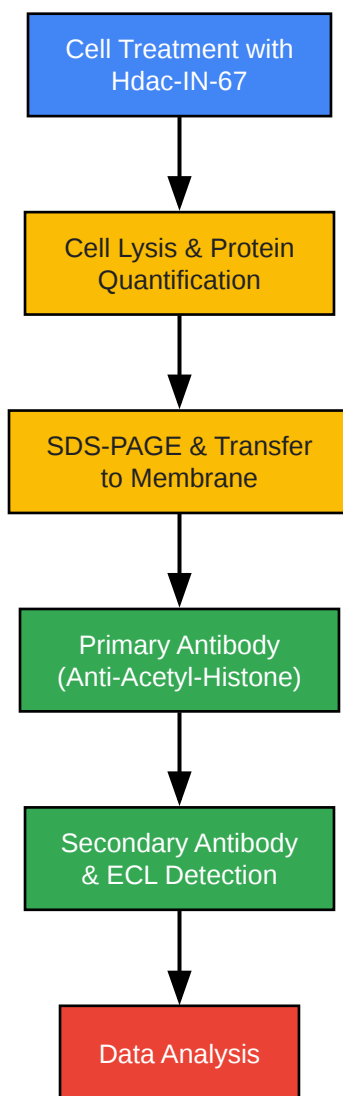 Cell Treatment with
Hdac-IN-67
Cell Lysis & Protein
Quantification
SDS-PAGE & Transfer
to Membrane
Primary Antibody
(Anti-Acetyl-Histone)
Secondary Antibody
& ECL Detection
Data Analysis